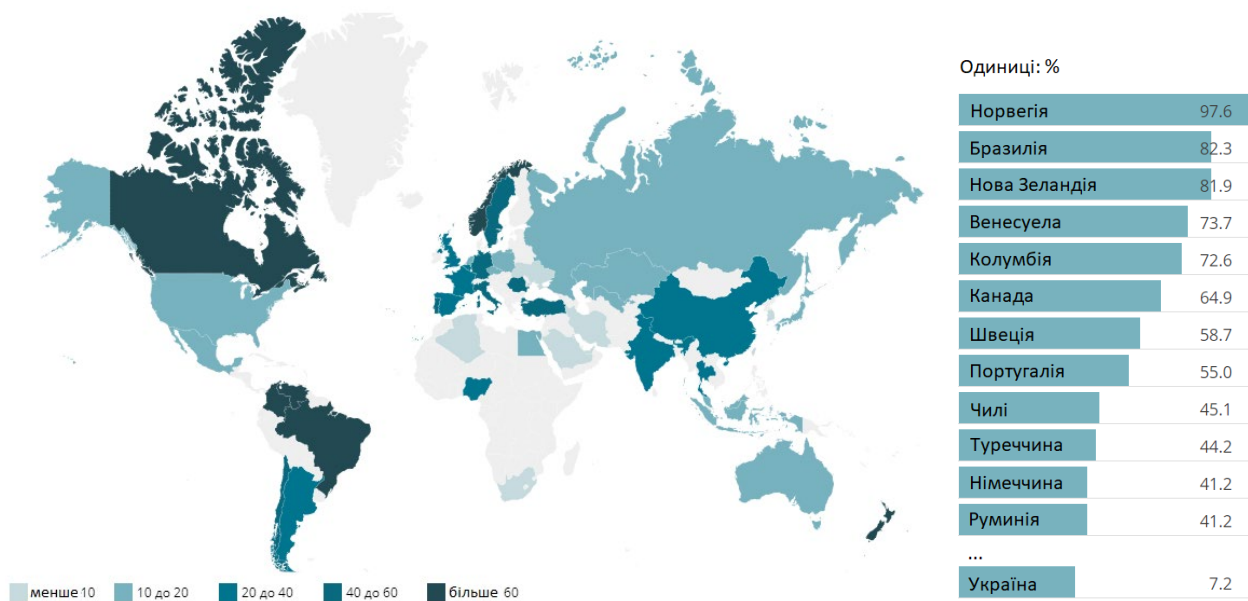 Одиниці: %
Норвегія 97.6
Бразилія 82.3
Нова Зеландія 81.9
Венесуела 73.7
Колумбія 72.6
Канада 64.9
Швеція 58.7
Португалія 55.0
Чилі 45.1
Туреччина 44.2
Німеччина 41.2
Руминія 41.2
...
Україна 7.2
менше 10 10 до 20 20 до 40 40 до 60 більше 60